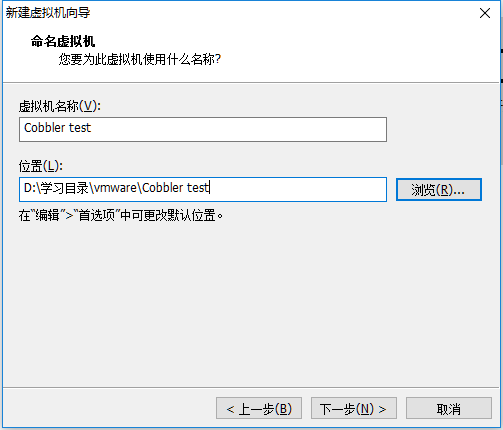 新建虚拟机向导
命名虚拟机
您要为此虚拟机使用什么名称?
虚拟机名称(V):
Cobbler test
位置(L):
D:\学习目录\vmware\Cobbler test
浏览(R)...
在“编辑”>“首选项”中可更改默认位置。
< 上一步(B)
下一步(N) >
取消